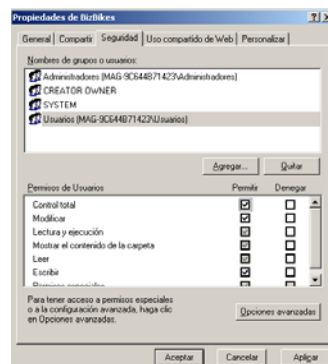 Propiedades de BizBikes
General Compartir Seguridad Uso compartido de Web Personalizar
Nombres de grupos o usuarios:
Administradores (MAG-9C644B71423\Administradores)
CREATOR OWNER
SYSTEM
Usuarios (MAG-9C644B71423\Usuarios)
Agregar... Quitar
Permisos de Usuarios Permitir Denegar
Control total
Modificar
Lectura y ejecución
Mostrar el contenido de la carpeta
Leer
Escribir
Permisos especiales
Para tener acceso a permisos especiales
o a la configuración avanzada, haga clic
en Opciones avanzadas.
Opciones avanzadas
Aceptar Cancelar Aplicar